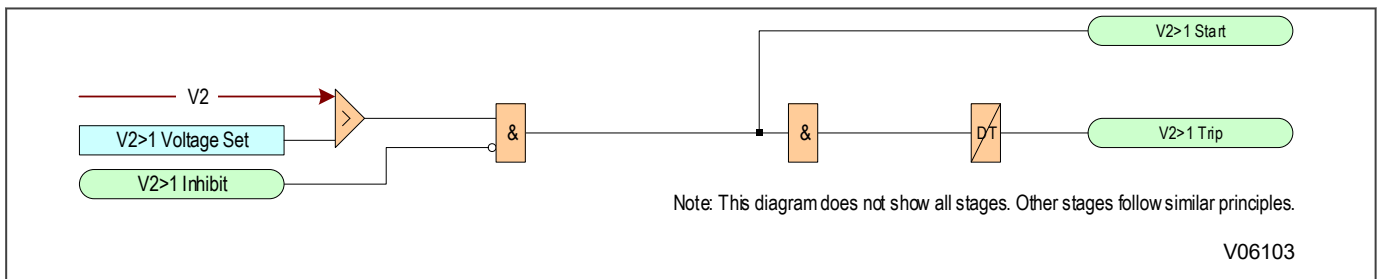 V2>1 Start
V2
>
V2>1 Voltage Set
&
&
DT
V2>1 Trip
V2>1 Inhibit
Note: This diagram does not show all stages. Other stages follow similar principles.
V06103